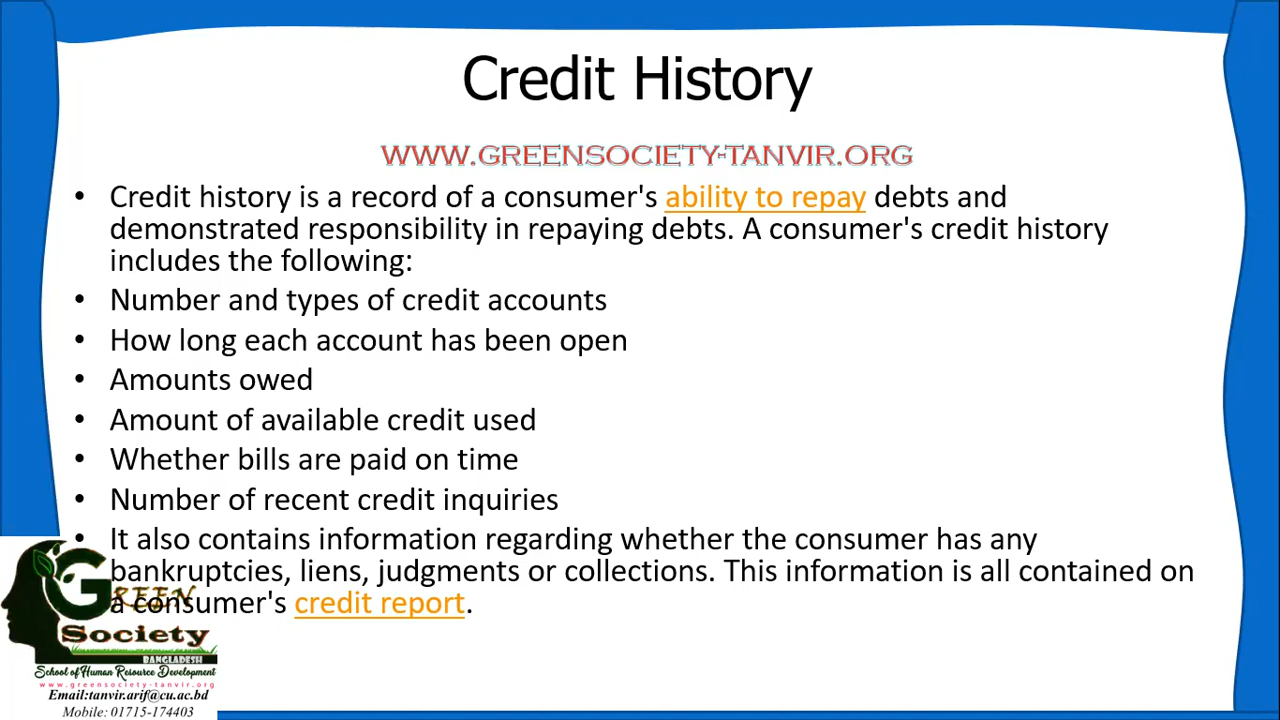 Credit History
WWW.GREENSOCIETY-TANVIR.ORG
• Credit history is a record of a consumer's ability to repay debts and
demonstrated responsibility in repaying debts. A consumer's credit history
includes the following:
• Number and types of credit accounts
• How long each account has been open
• Amounts owed
• Amount of available credit used
• Whether bills are paid on time
• Number of recent credit inquiries
• It also contains information regarding whether the consumer has any
bankruptcies, liens, judgments or collections. This information is all contained on
a consumer's credit report.
GREEN
Society
BANGLADESH
School of Human Resource Development
www.greensociety-tanvir.org
Email:tanvir.arif@cu.ac.bd
Mobile: 01715-174403